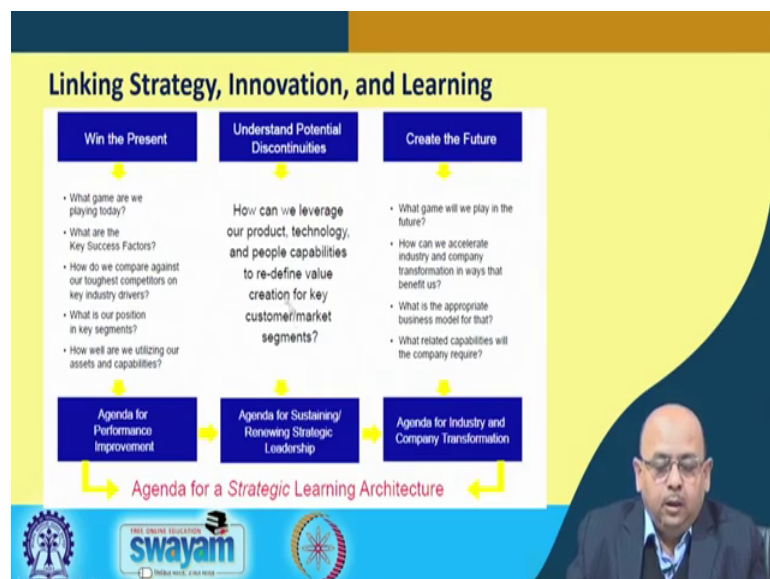 Linking Strategy, Innovation, and Learning
Win the Present
• What game are we
playing today?
• What are the
Key Success Factors?
• How do we compare against
our toughest competitors on
key industry drivers?
• What is our position
in key segments?
• How well are we utilizing our
assets and capabilities?
Agenda for
Performance
Improvement
Understand Potential
Discontinuities
How can we leverage
our product, technology,
and people capabilities
to re-define value
creation for key
customer/market
segments?
Agenda for Sustaining/
Renewing Strategic
Leadership
Create the Future
• What game will we play in the
future?
• How can we accelerate
industry and company
transformation in ways that
benefit us?
• What is the appropriate
business model for that?
• What related capabilities will
the company require?
Agenda for Industry and
Company Transformation
Agenda for a Strategic Learning Architecture
FREE ONLINE EDUCATION
swayam